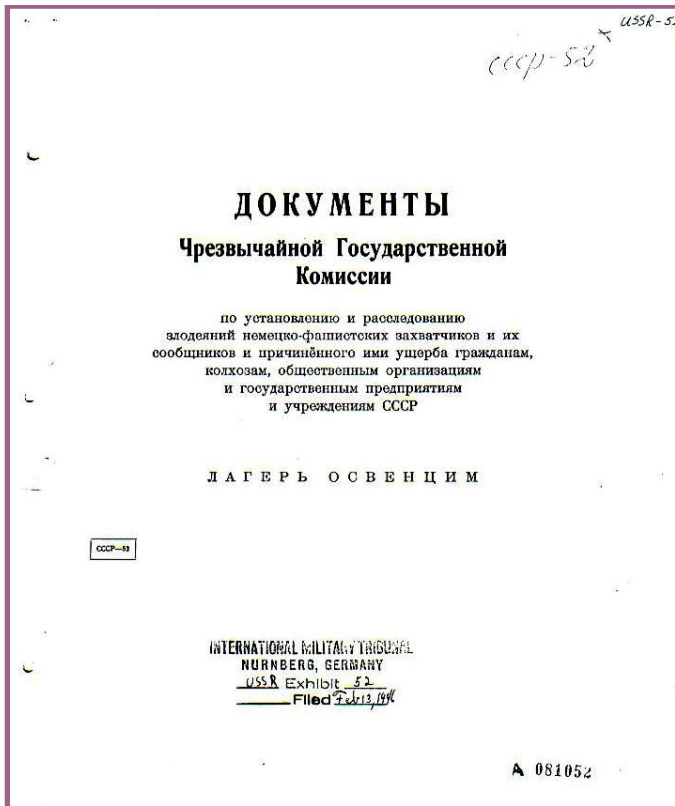 USSR-52
СССР-52
ДОКУМЕНТЫ
Чрезвычайной Государственной
Комиссии
по установлению и расследованию
злодеяний немецко-фашистских захватчиков и их
сообщников и причинённого ими ущерба гражданам,
колхозам, общественным организациям
и государственным предприятиям
и учреждениям СССР
ЛАГЕРЬ ОСВЕНЦИМ
СССР—52
INTERNATIONAL MILITARY TRIBUNAL
NURNBERG, GERMANY
USSR Exhibit 52
Filed Feb 13, 1946
A 081052